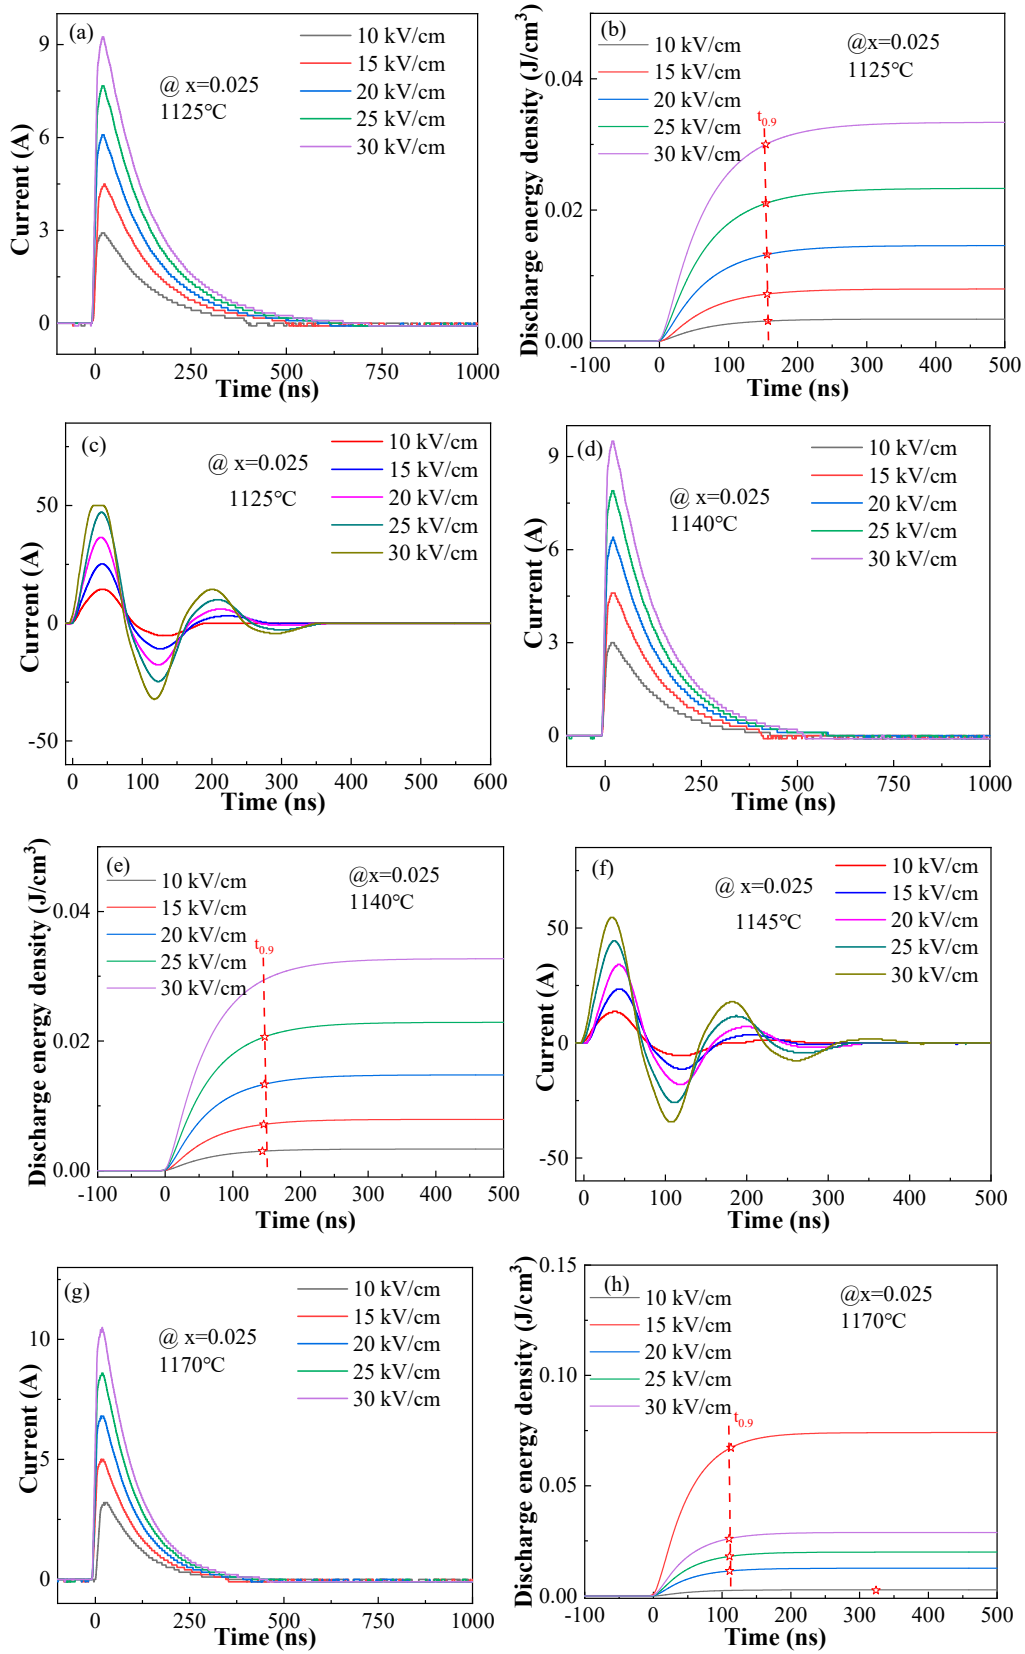 (a)
10 kV/cm
15 kV/cm
20 kV/cm
25 kV/cm
30 kV/cm
@ x=0.025
1125℃
Current (A)
9
6
3
0
0
250
500
750
1000
Time (ns)
(b)
10 kV/cm
15 kV/cm
20 kV/cm
25 kV/cm
30 kV/cm
@x=0.025
1125℃
t0.9
Discharge energy density (J/cm³)
0.04
0.02
0.00
-100
0
100
200
300
400
500
Time (ns)
(c)
10 kV/cm
15 kV/cm
20 kV/cm
25 kV/cm
30 kV/cm
@ x=0.025
1125℃
Current (A)
50
0
-50
0
100
200
300
400
500
600
Time (ns)
(d)
10 kV/cm
15 kV/cm
20 kV/cm
25 kV/cm
30 kV/cm
@ x=0.025
1140℃
Current (A)
9
6
3
0
0
250
500
750
1000
Time (ns)
(e)
10 kV/cm
15 kV/cm
20 kV/cm
25 kV/cm
30 kV/cm
@x=0.025
1140℃
t0.9
Discharge energy density (J/cm³)
0.04
0.02
0.00
-100
0
100
200
300
400
500
Time (ns)
(f)
10 kV/cm
15 kV/cm
20 kV/cm
25 kV/cm
30 kV/cm
@ x=0.025
1145℃
Current (A)
50
0
-50
0
100
200
300
400
500
Time (ns)
(g)
10 kV/cm
15 kV/cm
20 kV/cm
25 kV/cm
30 kV/cm
@ x=0.025
1170℃
Current (A)
10
5
0
0
250
500
750
1000
Time (ns)
(h)
10 kV/cm
15 kV/cm
20 kV/cm
25 kV/cm
30 kV/cm
@x=0.025
1170℃
t0.9
Discharge energy density (J/cm³)
0.15
0.10
0.05
0.00
-100
0
100
200
300
400
500
Time (ns)